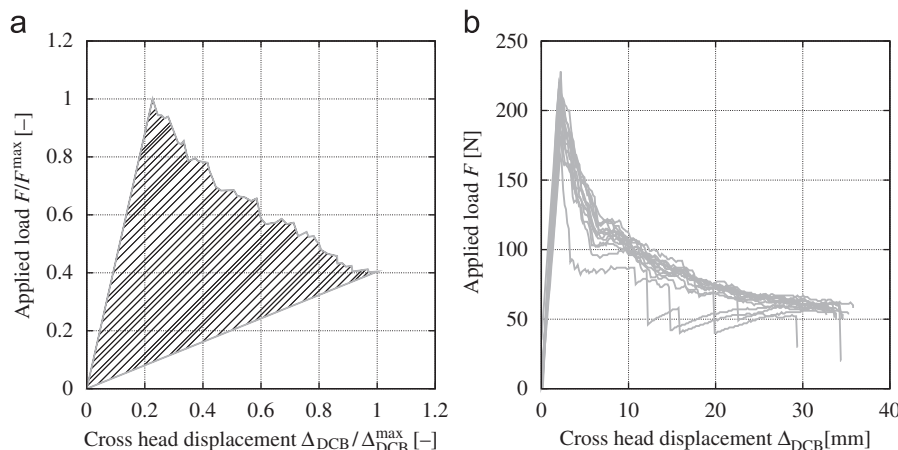 a
1.2
1
0.8
0.6
0.4
0.2
0
0 0.2 0.4 0.6 0.8 1 1.2
Applied load F/F^max [–]
Cross head displacement Δ_DCB/Δ_DCB^max [–]
b
250
200
150
100
50
0
0 10 20 30 40
Applied load F [N]
Cross head displacement Δ_DCB[mm]